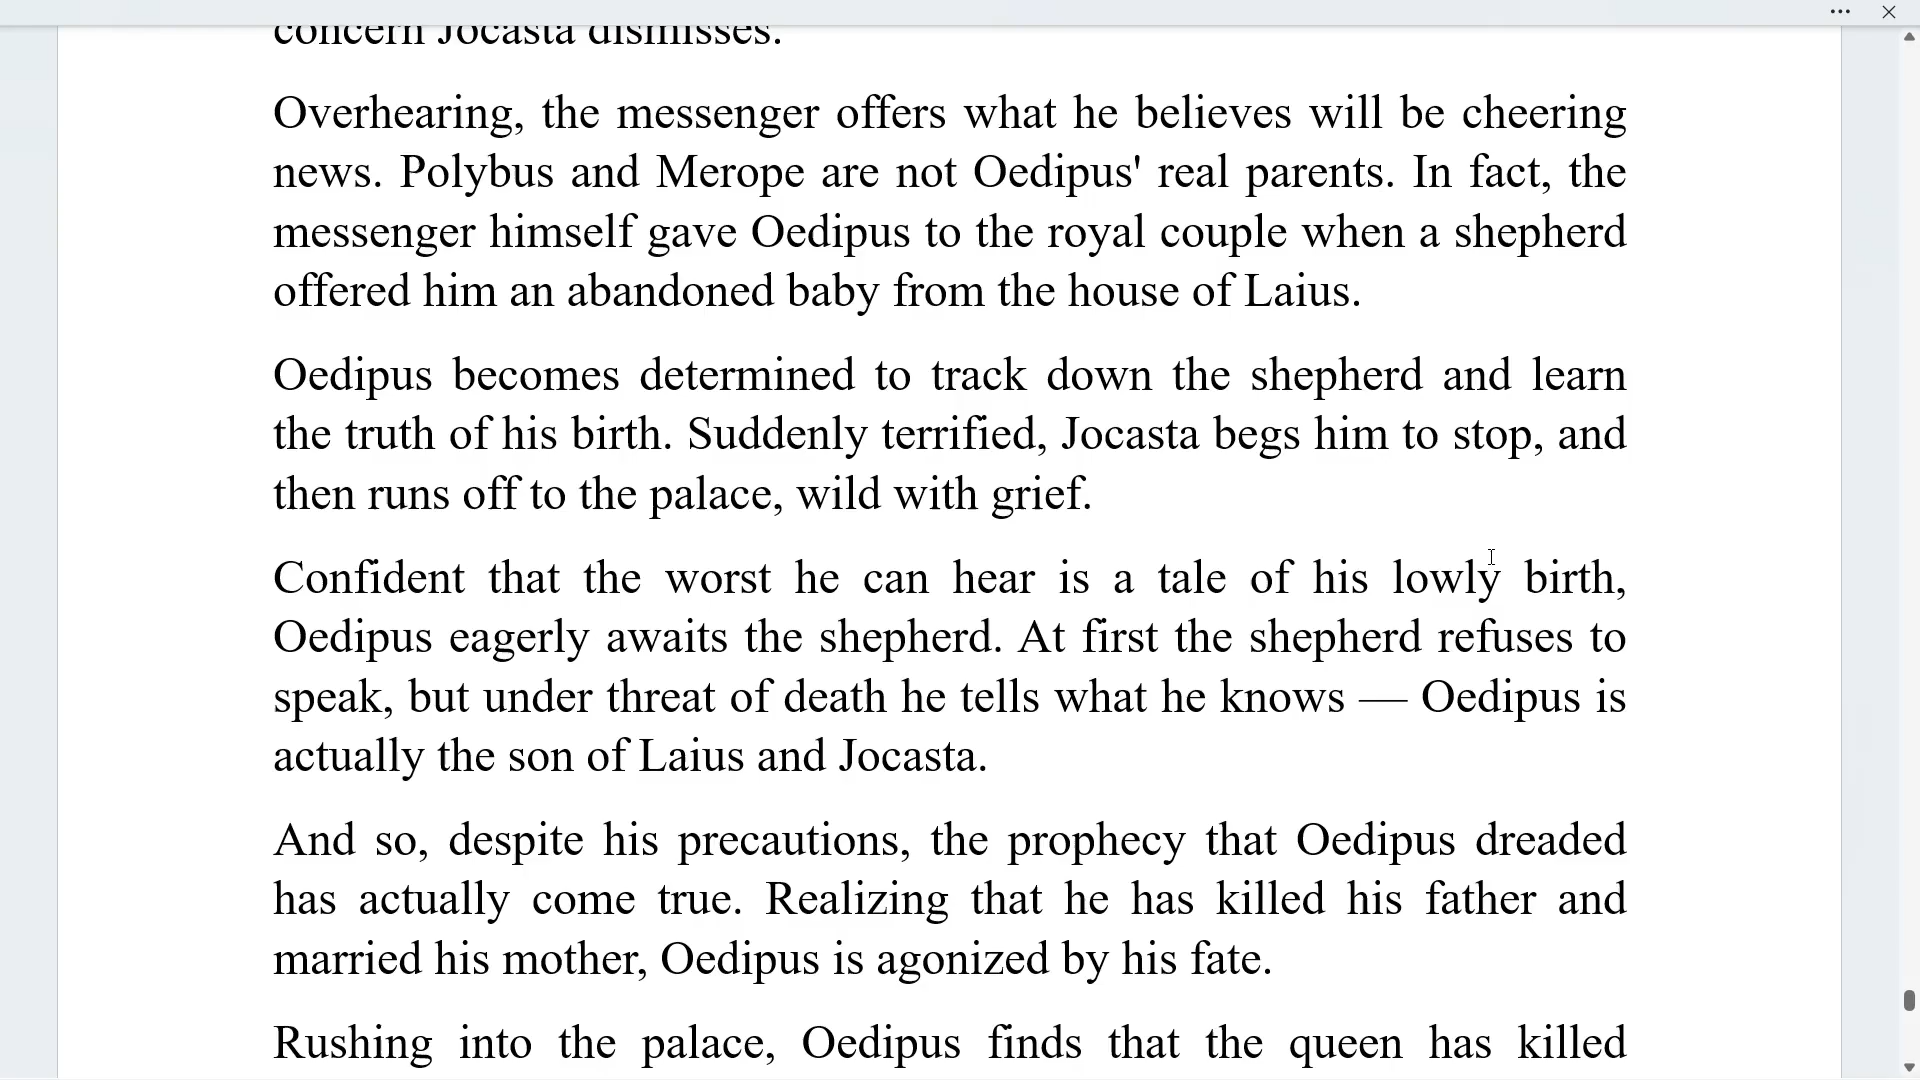 concern Jocasta dismisses.
Overhearing, the messenger offers what he believes will be cheering
news. Polybus and Merope are not Oedipus' real parents. In fact, the
messenger himself gave Oedipus to the royal couple when a shepherd
offered him an abandoned baby from the house of Laius.
Oedipus becomes determined to track down the shepherd and learn
the truth of his birth. Suddenly terrified, Jocasta begs him to stop, and
then runs off to the palace, wild with grief.
Confident that the worst he can hear is a tale of his lowly birth,
Oedipus eagerly awaits the shepherd. At first the shepherd refuses to
speak, but under threat of death he tells what he knows — Oedipus is
actually the son of Laius and Jocasta.
And so, despite his precautions, the prophecy that Oedipus dreaded
has actually come true. Realizing that he has killed his father and
married his mother, Oedipus is agonized by his fate.
Rushing into the palace, Oedipus finds that the queen has killed